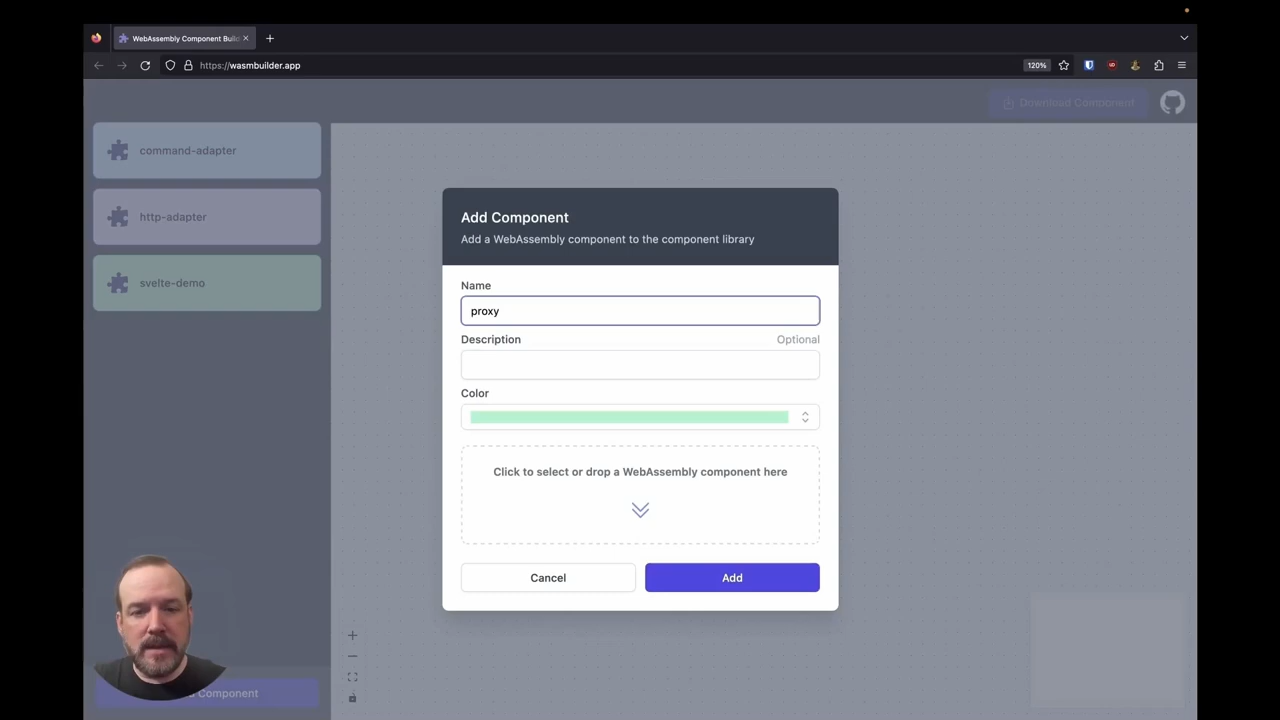 WebAssembly Component Buil
https://wasmbuilder.app
120%
Download Component
command-adapter
http-adapter
svelte-demo
Add Component
Add a WebAssembly component to the component library
Name
proxy
Description
Optional
Color
Click to select or drop a WebAssembly component here
Cancel
Add
Component